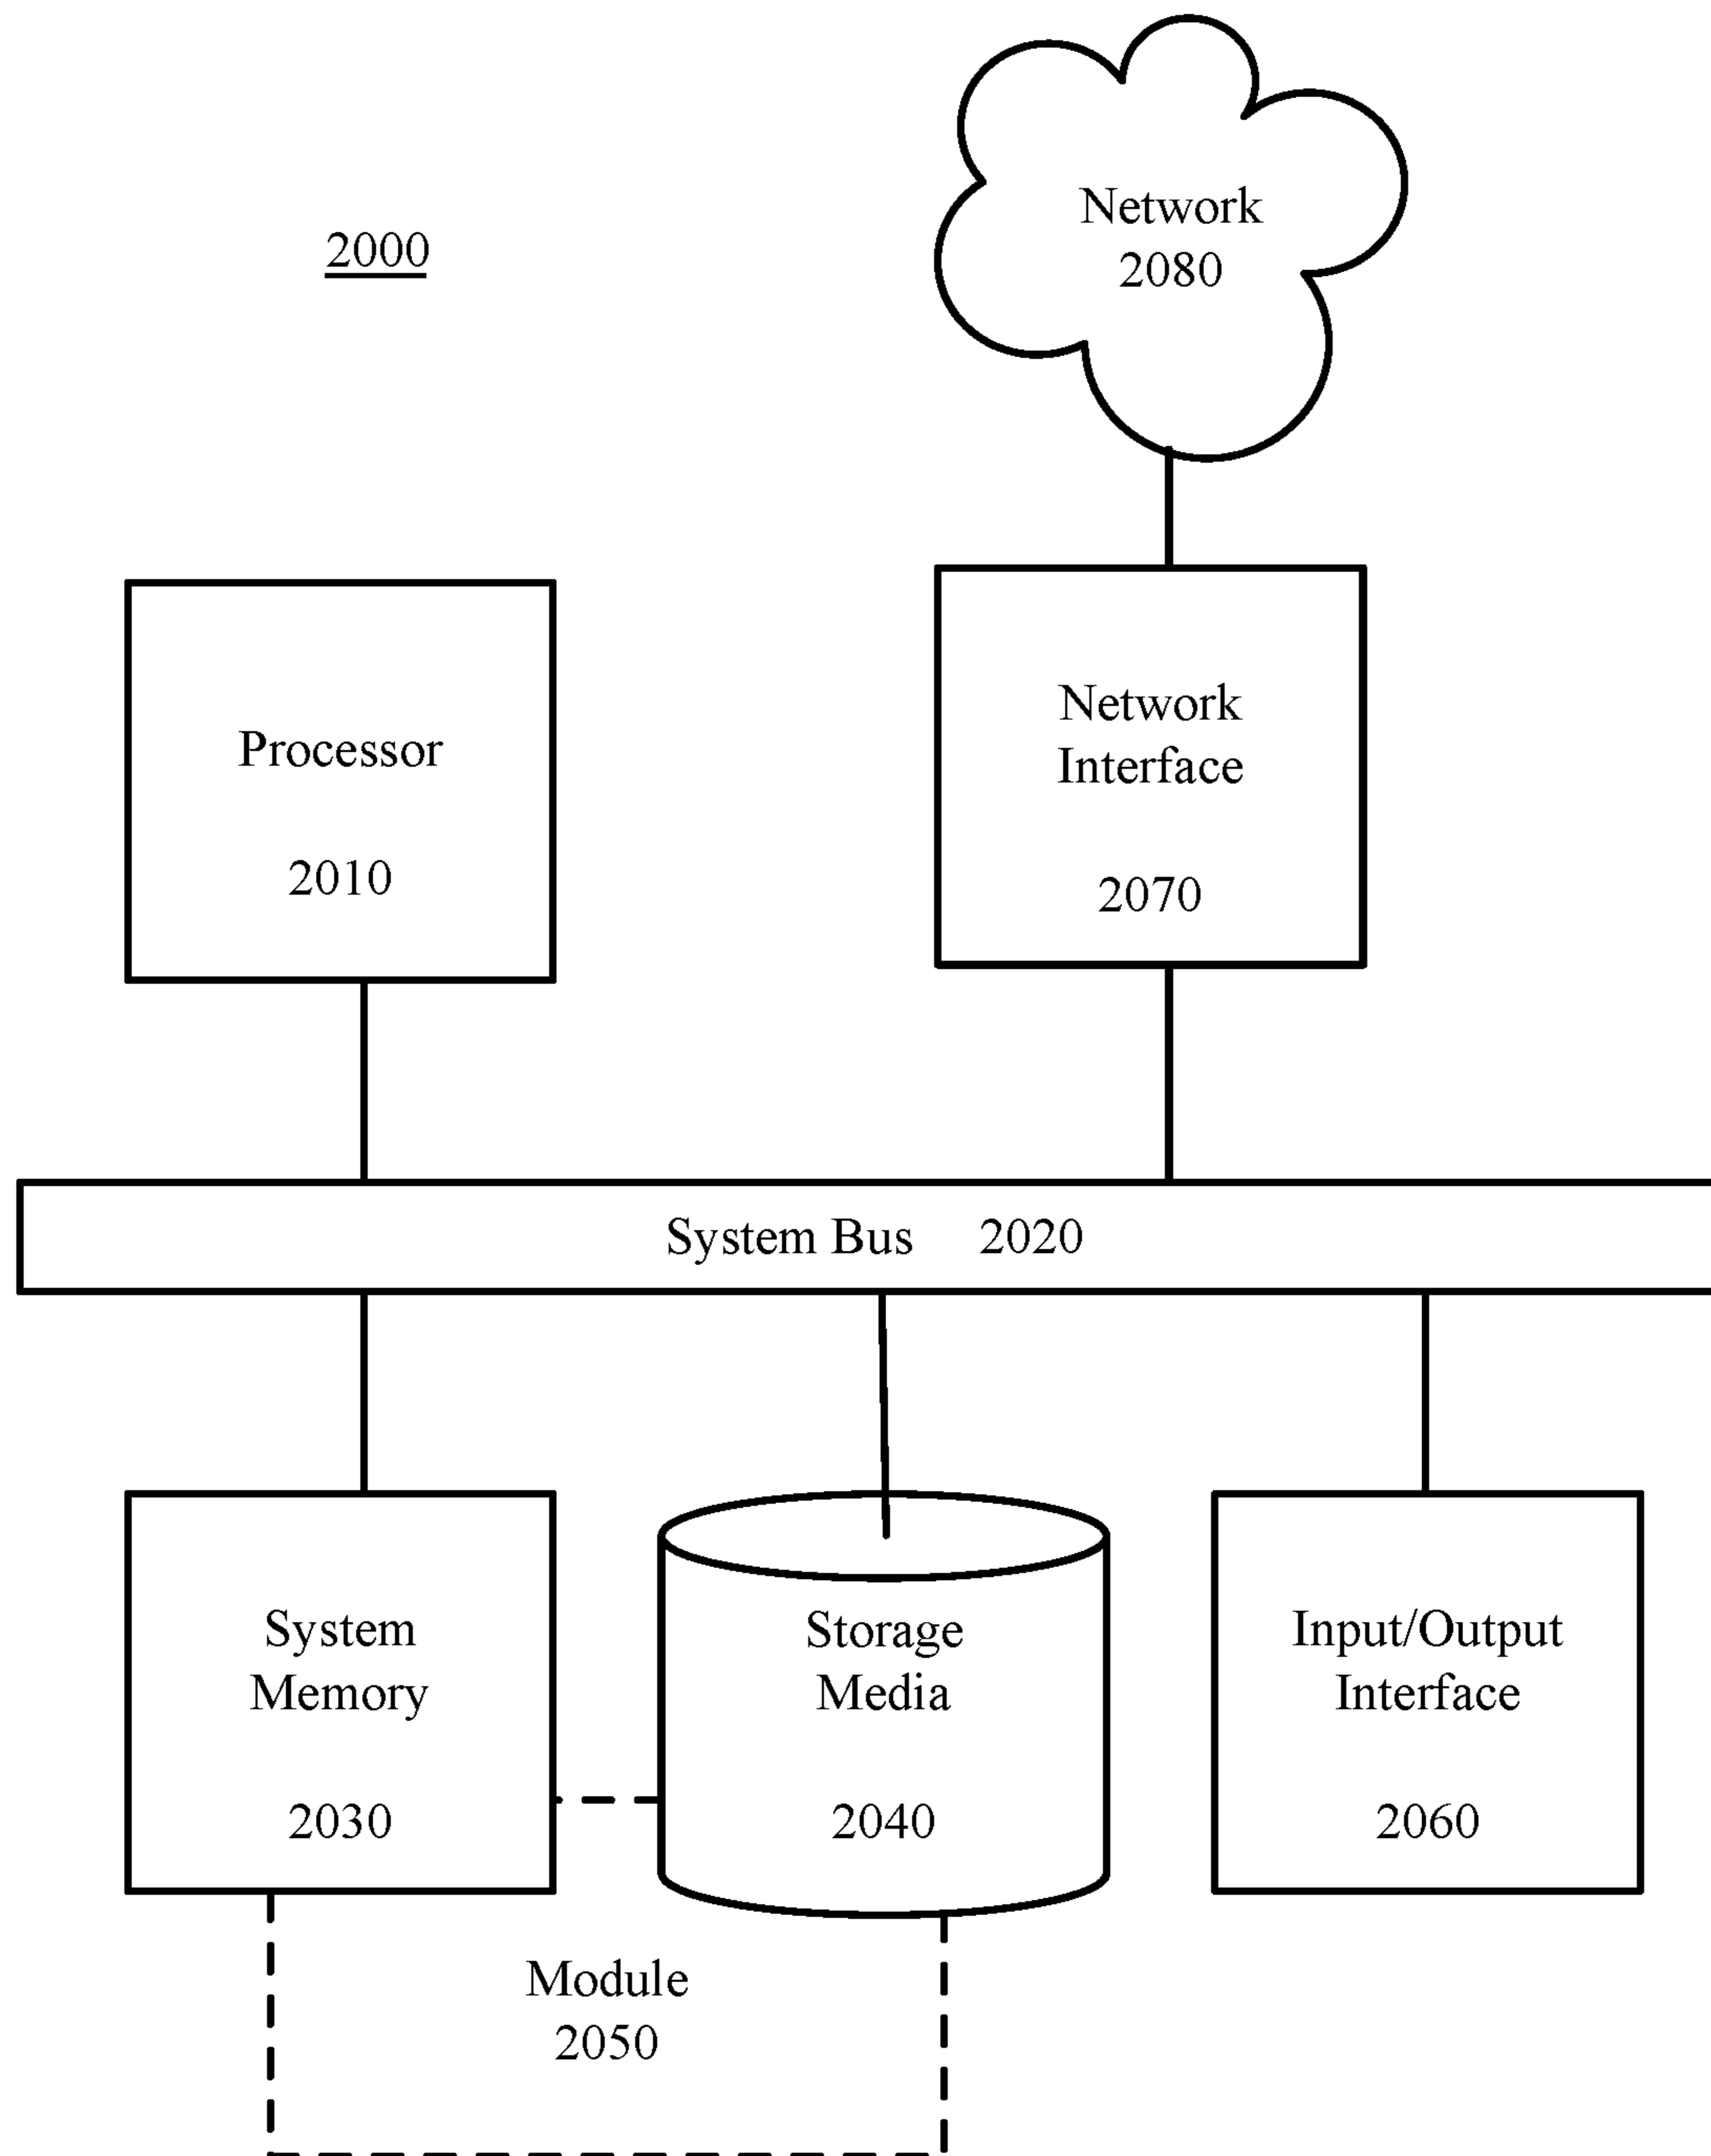 2000
Network
2080
Processor
2010
Network
Interface
2070
System Bus 2020
System
Memory
2030
Storage
Media
2040
Input/Output
Interface
2060
Module
2050